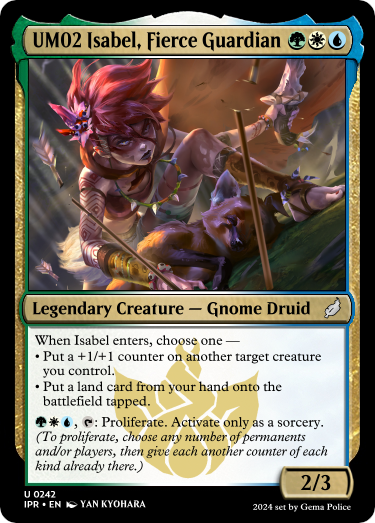 UM02 Isabel, Fierce Guardian
Legendary Creature — Gnome Druid
When Isabel enters, choose one —
• Put a +1/+1 counter on another target creature
you control.
• Put a land card from your hand onto the
battlefield tapped.
, : Proliferate. Activate only as a sorcery.
(To proliferate, choose any number of permanents
and/or players, then give each another counter of each
kind already there.)
2/3
U 0242
IPR • EN YAN KYOHARA
2024 set by Gema Police